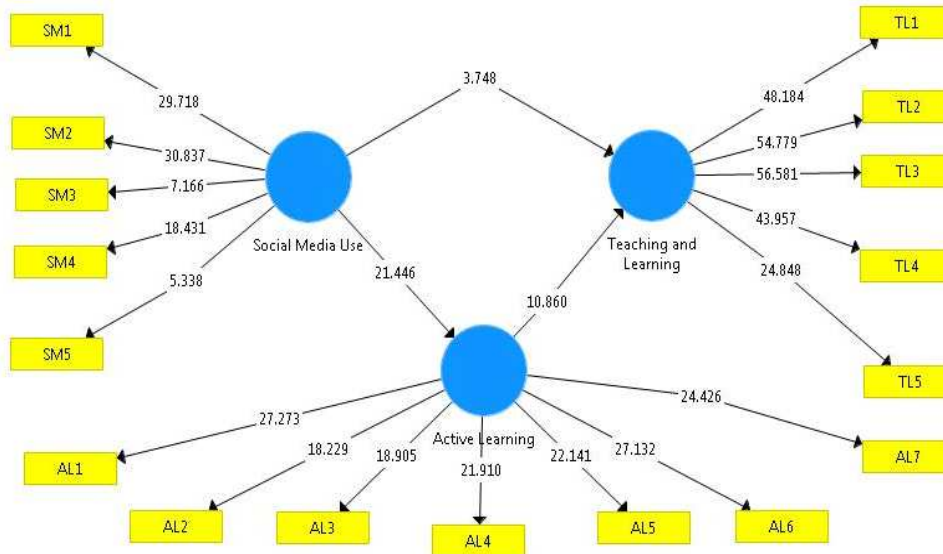 SM1
TL1
3.748
29.718
48.184
SM2
TL2
30.837
54.779
SM3
7.166
56.581
TL3
18.431
43.957
SM4
Social Media Use
Teaching and
Learning
TL4
5.338
21.446
24.848
10.860
SM5
TL5
27.273
24.426
Active Learning
18.229
18.905
21.910
22.141
27.132
AL1
AL7
AL2
AL3
AL4
AL5
AL6